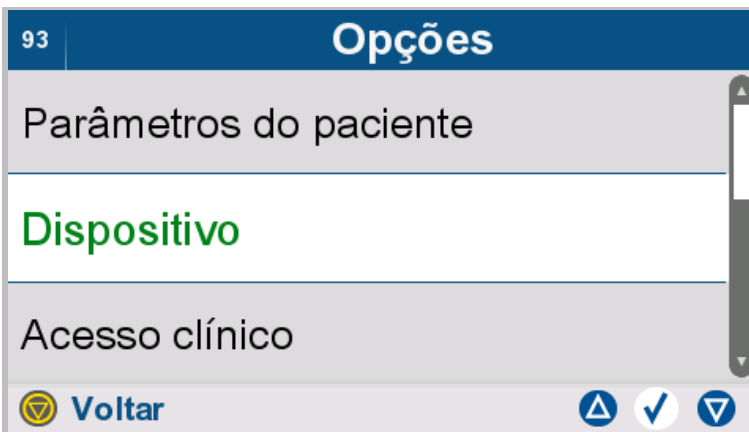 93 Opções
Parâmetros do paciente
Dispositivo
Acesso clínico
Voltar